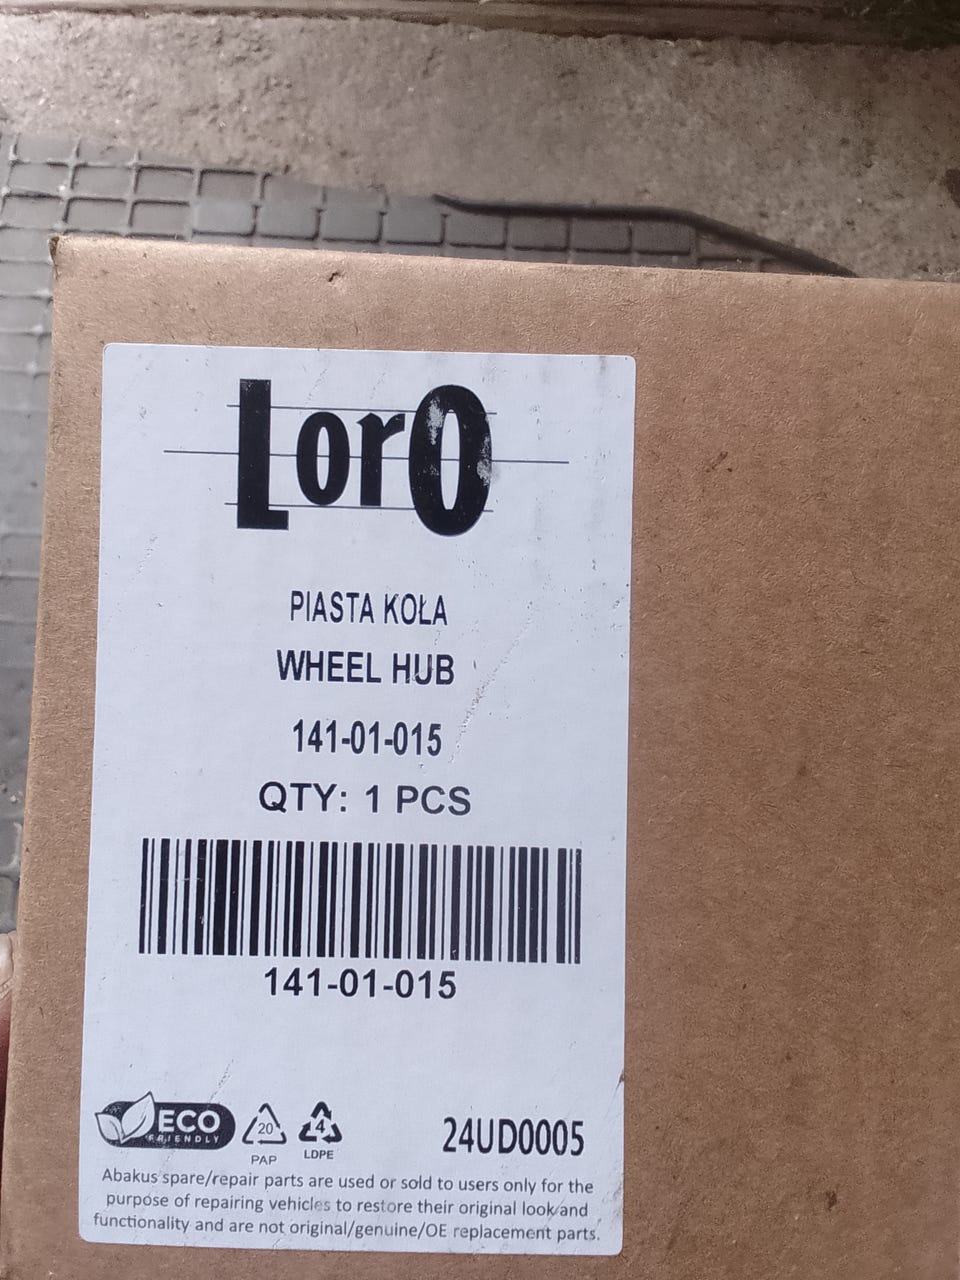 LorO
PIASTA KOŁA
WHEEL HUB
141-01-015
QTY: 1 PCS
141-01-015
ECO
FRIENDLY
20
PAP
4
LDPE
24UD0005
Abakus spare/repair parts are used or sold to users only for the
purpose of repairing vehicles to restore their original look and
functionality and are not original/genuine/OE replacement parts.